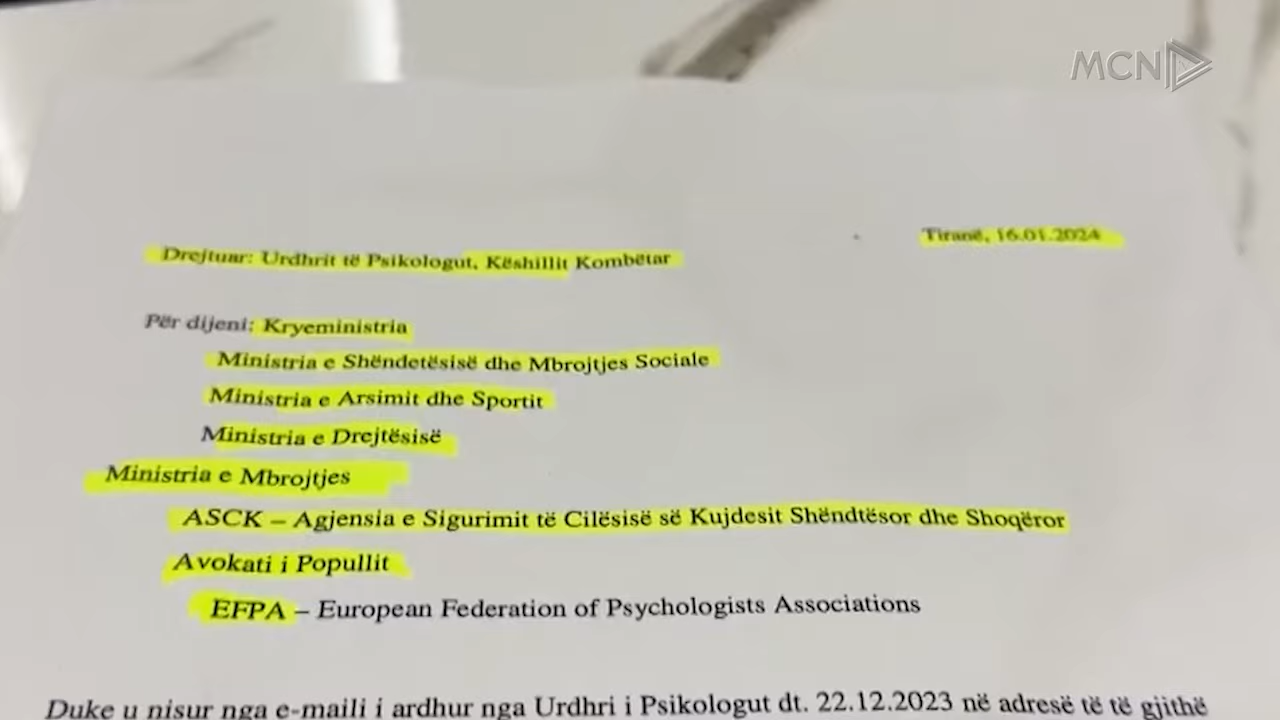 MCN
Tiranë, 16.01.2024
Drejtuar: Urdhrit të Psikologut, Këshillit Kombëtar
Për dijeni: Kryeministria
Ministria e Shëndetësisë dhe Mbrojtjes Sociale
Ministria e Arsimit dhe Sportit
Ministria e Drejtësisë
Ministria e Mbrojtjes
ASCK – Agjensia e Sigurimit të Cilësisë së Kujdesit Shëndtësor dhe Shoqëror
Avokati i Popullit
EFPA – European Federation of Psychologists Associations
Duke u nisur nga e-maili i ardhur nga Urdhri i Psikologut dt. 22.12.2023 në adresë të të gjithë